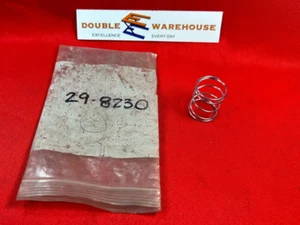 DOUBLE WAREHOUSE
EXCELLENCE EVERY DAY
29-8230